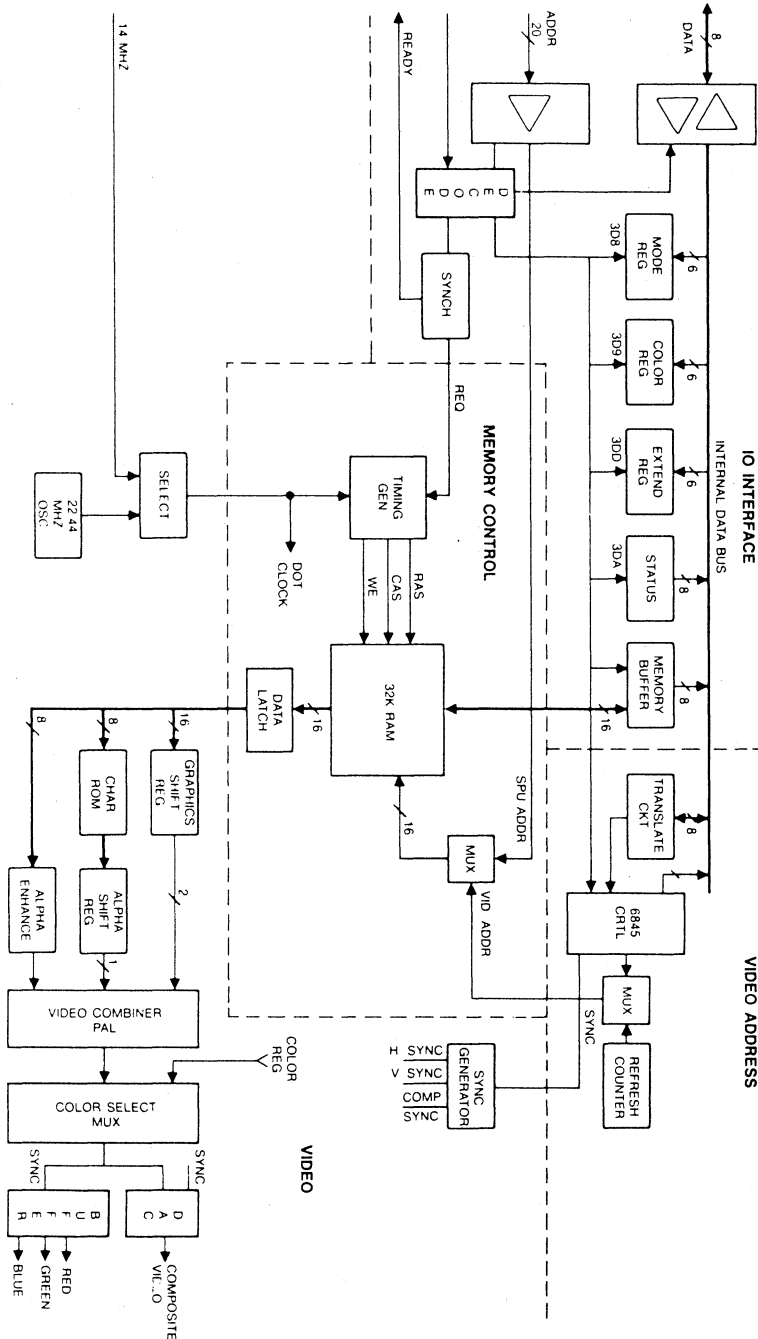 IO INTERFACE
VIDEO ADDRESS
8
DATA
INTERNAL DATA BUS
6
MODE
REG
3D8
6
COLOR
REG
3D9
6
EXTEND
REG
3DD
8
STATUS
3DA
8
MEMORY
BUFFER
16
8
TRANSLATE
CKT
6845
CRTL
MUX
REFRESH
COUNTER
SYNC
ADDR
20
DECODE
READY
SYNCH
REQ
SPU ADDR
MUX
VID ADDR
16
SYNC
GENERATOR
H SYNC
V SYNC
COMP
SYNC
MEMORY CONTROL
TIMING
GEN
RAS
CAS
WE
32K RAM
16
DATA
LATCH
DOT
CLOCK
14 MHZ
SELECT
22 44
MHZ
OSC
VIDEO
16
GRAPHICS
SHIFT
REG
2
8
CHAR
ROM
ALPHA
SHIFT
REG
1
8
ALPHA
ENHANCE
VIDEO COMBINER
PAL
COLOR
REG
COLOR SELECT
MUX
SYNC
DAC
COMPOSITE
SYNC
BUFFER
RED
GREEN
BLUE